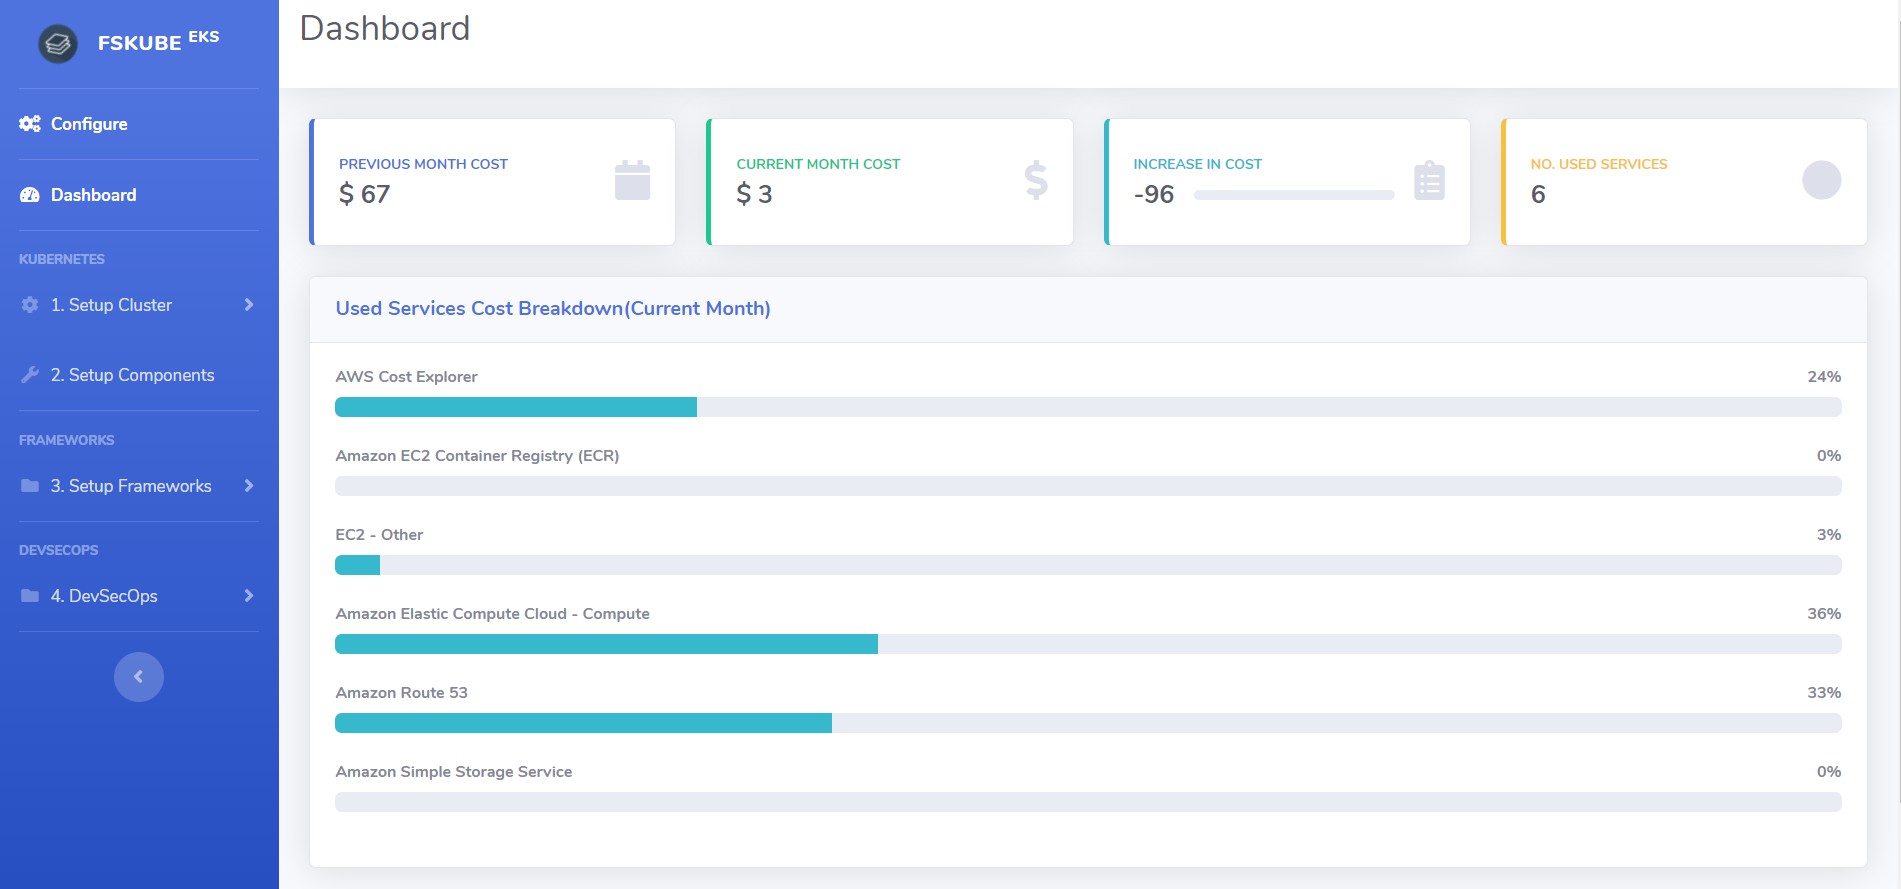 FSKUBE EKS
Configure
Dashboard
KUBERNETES
1. Setup Cluster
2. Setup Components
FRAMEWORKS
3. Setup Frameworks
DEVSECOPS
4. DevSecOps
Dashboard
PREVIOUS MONTH COST
$ 67
CURRENT MONTH COST
$ 3
INCREASE IN COST
-96
NO. USED SERVICES
6
Used Services Cost Breakdown(Current Month)
AWS Cost Explorer 24%
Amazon EC2 Container Registry (ECR) 0%
EC2 - Other 3%
Amazon Elastic Compute Cloud - Compute 36%
Amazon Route 53 33%
Amazon Simple Storage Service 0%